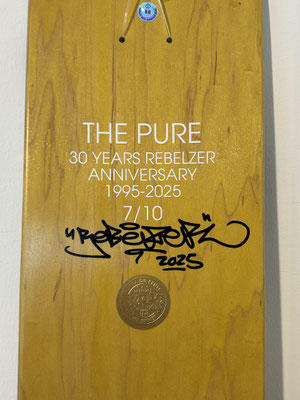 THE PURE
30 YEARS REBELZER
ANNIVERSARY
1995-2025
7/10
"REBELZER"
2025